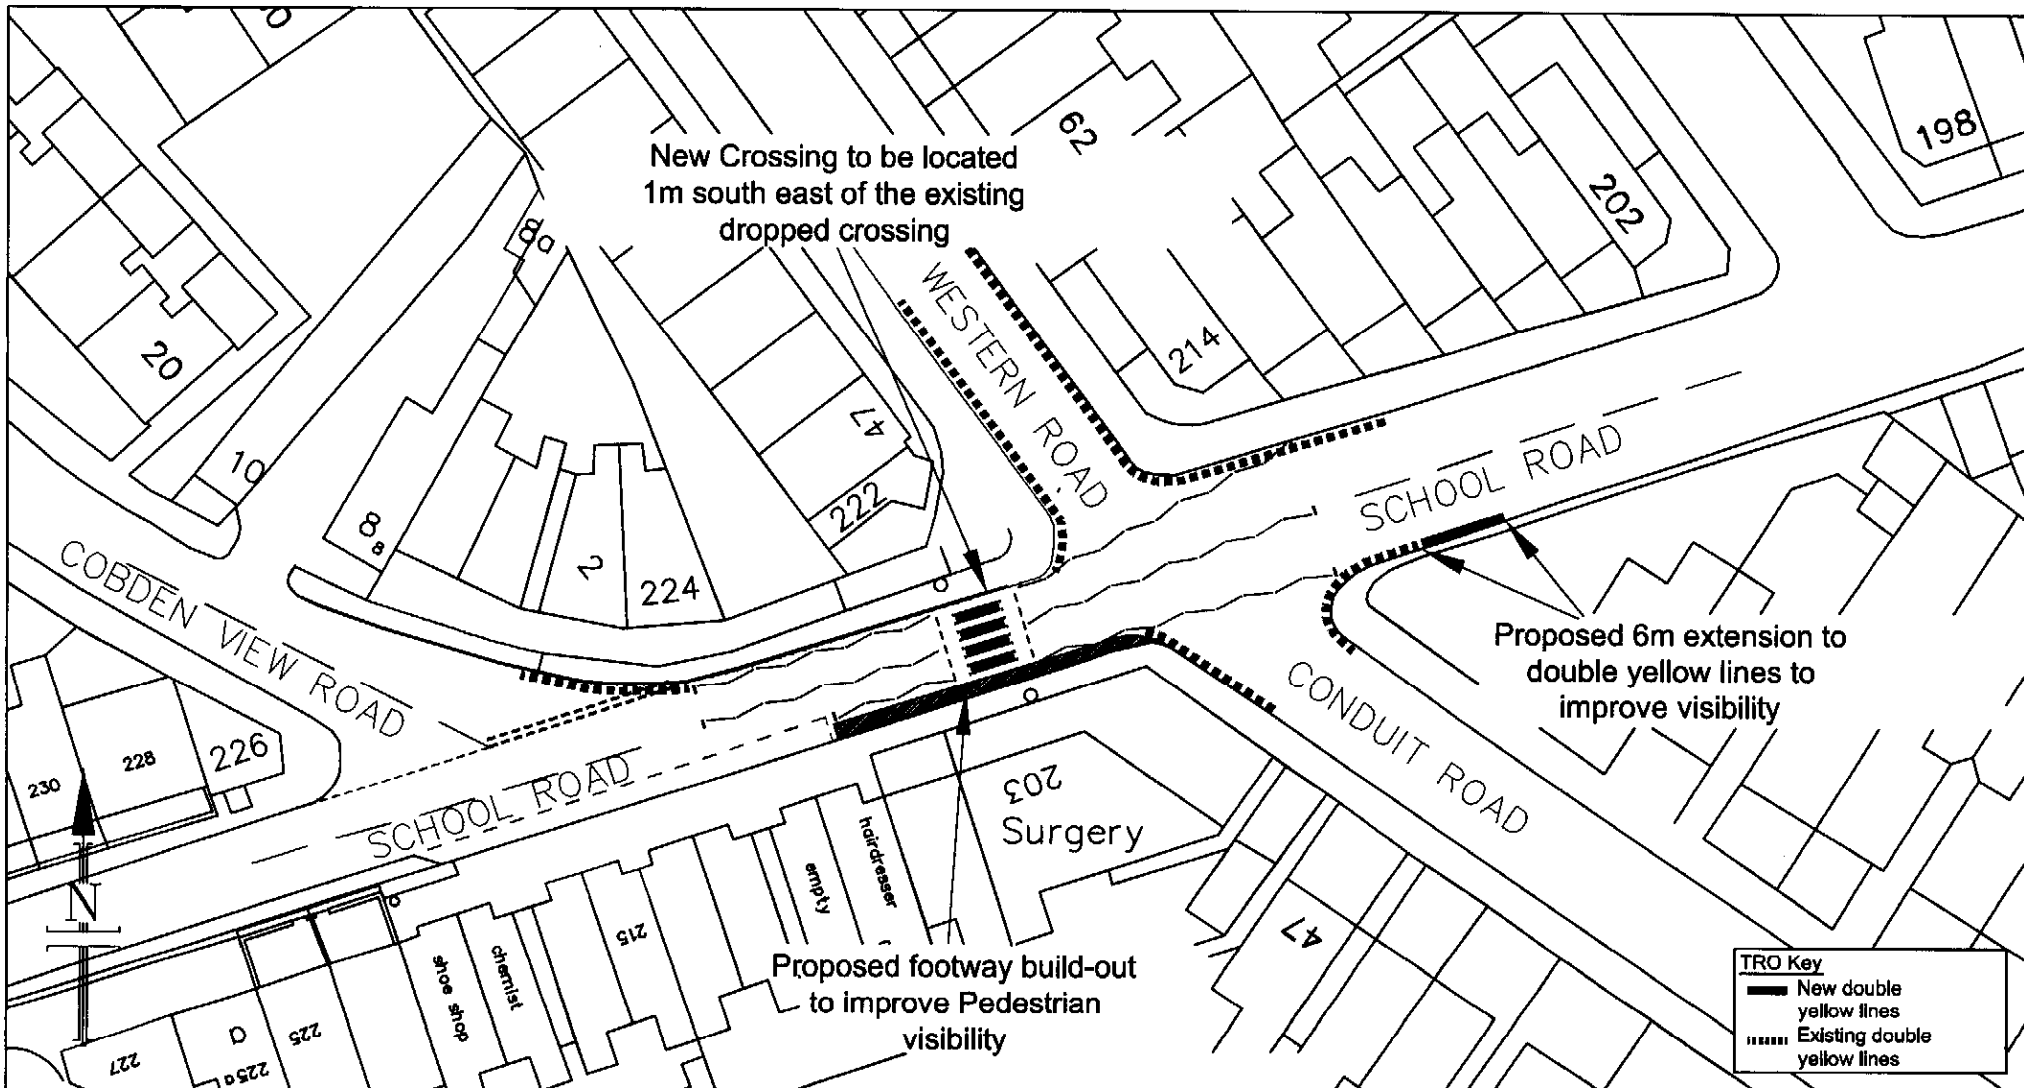 New Crossing to be located
1m south east of the existing
dropped crossing
62
198
202
8a
WESTERN ROAD
20
214
47
10
222
SCHOOL ROAD
8
2
224
COBDEN VIEW ROAD
Proposed 6m extension to
double yellow lines to
improve visibility
CONDUIT ROAD
226
228
230
SCHOOL ROAD
203
Surgery
hairdresser
empty
N
215
47
chemist
shoe shop
Proposed footway build-out
to improve Pedestrian
visibility
225
225a
227
TRO Key
New double
yellow lines
Existing double
yellow lines